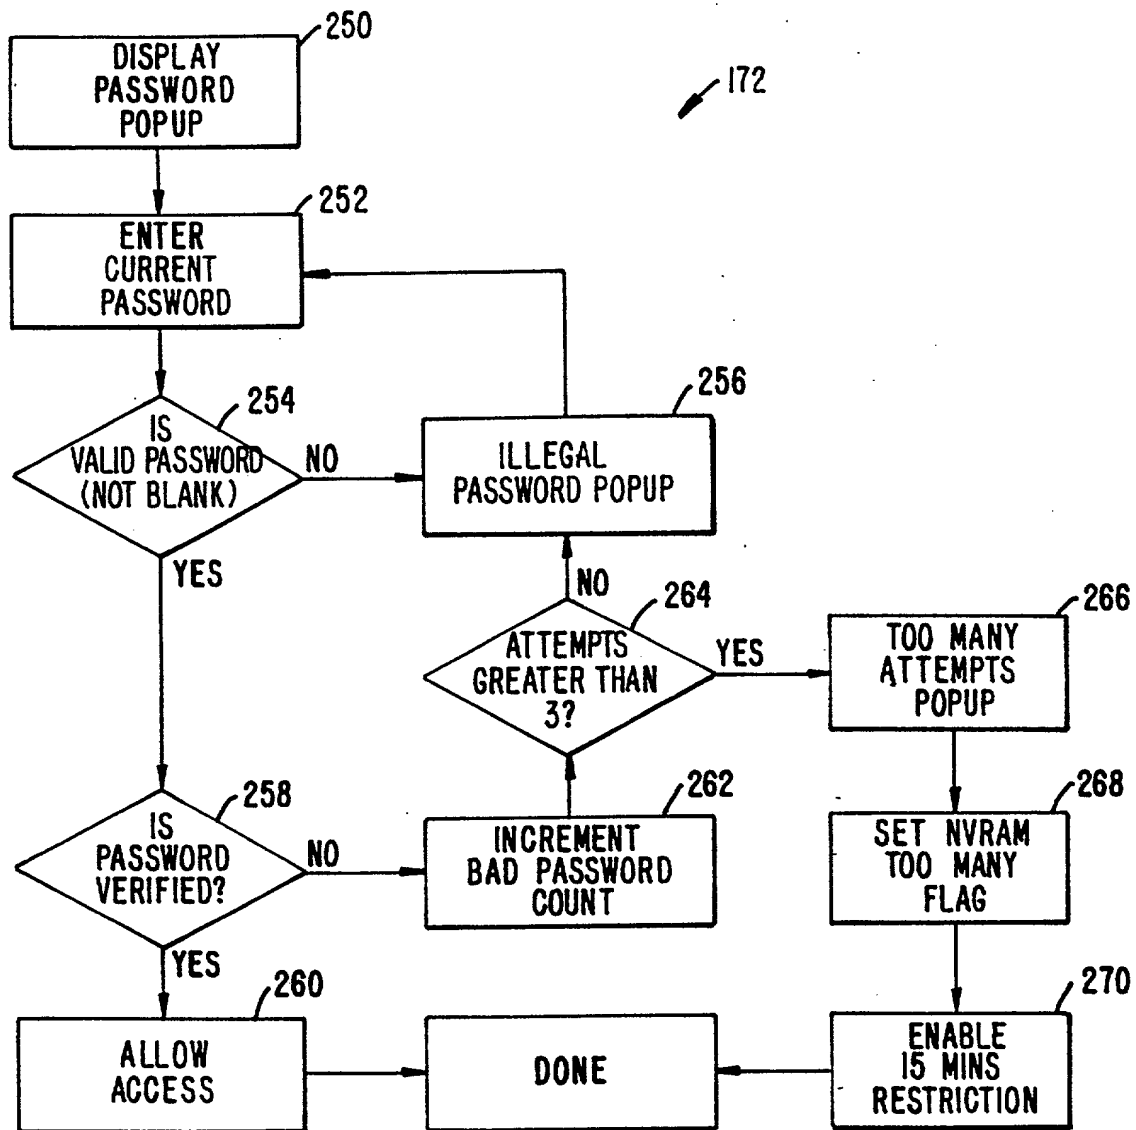 250
DISPLAY
PASSWORD
POPUP
172
252
ENTER
CURRENT
PASSWORD
254
IS
VALID PASSWORD
(NOT BLANK)
NO
YES
256
ILLEGAL
PASSWORD POPUP
NO
264
ATTEMPTS
GREATER THAN
3?
YES
266
TOO MANY
ATTEMPTS
POPUP
258
IS
PASSWORD
VERIFIED?
NO
YES
262
INCREMENT
BAD PASSWORD
COUNT
268
SET NVRAM
TOO MANY
FLAG
260
ALLOW
ACCESS
DONE
270
ENABLE
15 MINS
RESTRICTION